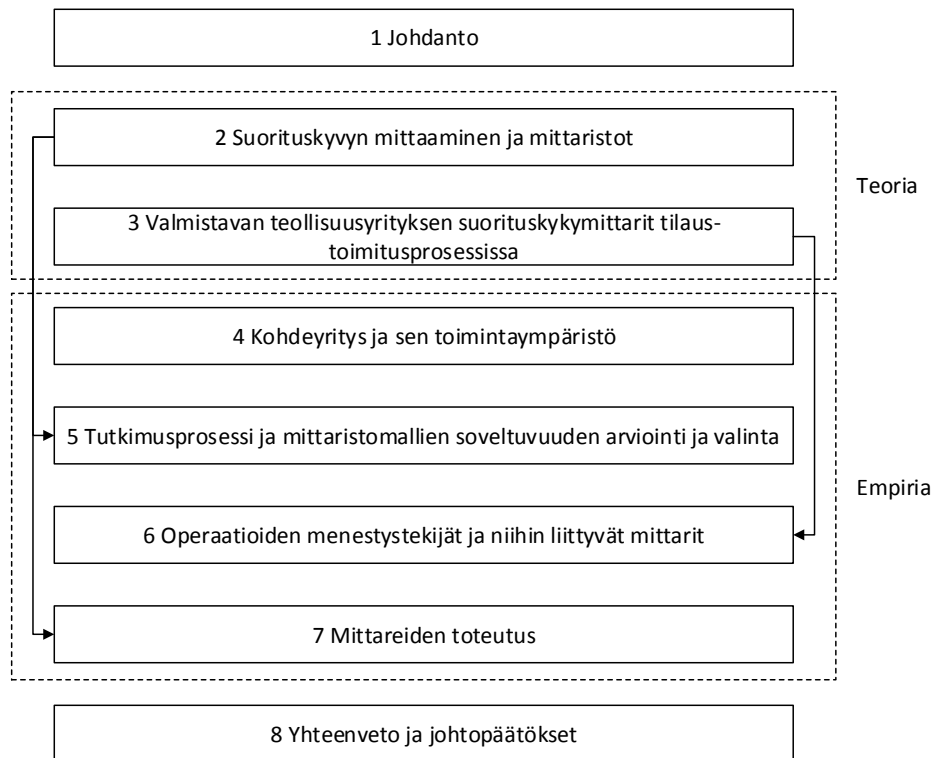 1 Johdanto
2 Suorituskyvyn mittaaminen ja mittaristot
Teoria
3 Valmistavan teollisuusyrityksen suorituskykymittarit tilaus-
toimitusprosessissa
4 Kohdeyritys ja sen toimintaympäristö
5 Tutkimusprosessi ja mittaristomallien soveltuvuuden arviointi ja valinta
Empiria
6 Operaatioiden menestystekijät ja niihin liittyvät mittarit
7 Mittareiden toteutus
8 Yhteenveto ja johtopäätökset